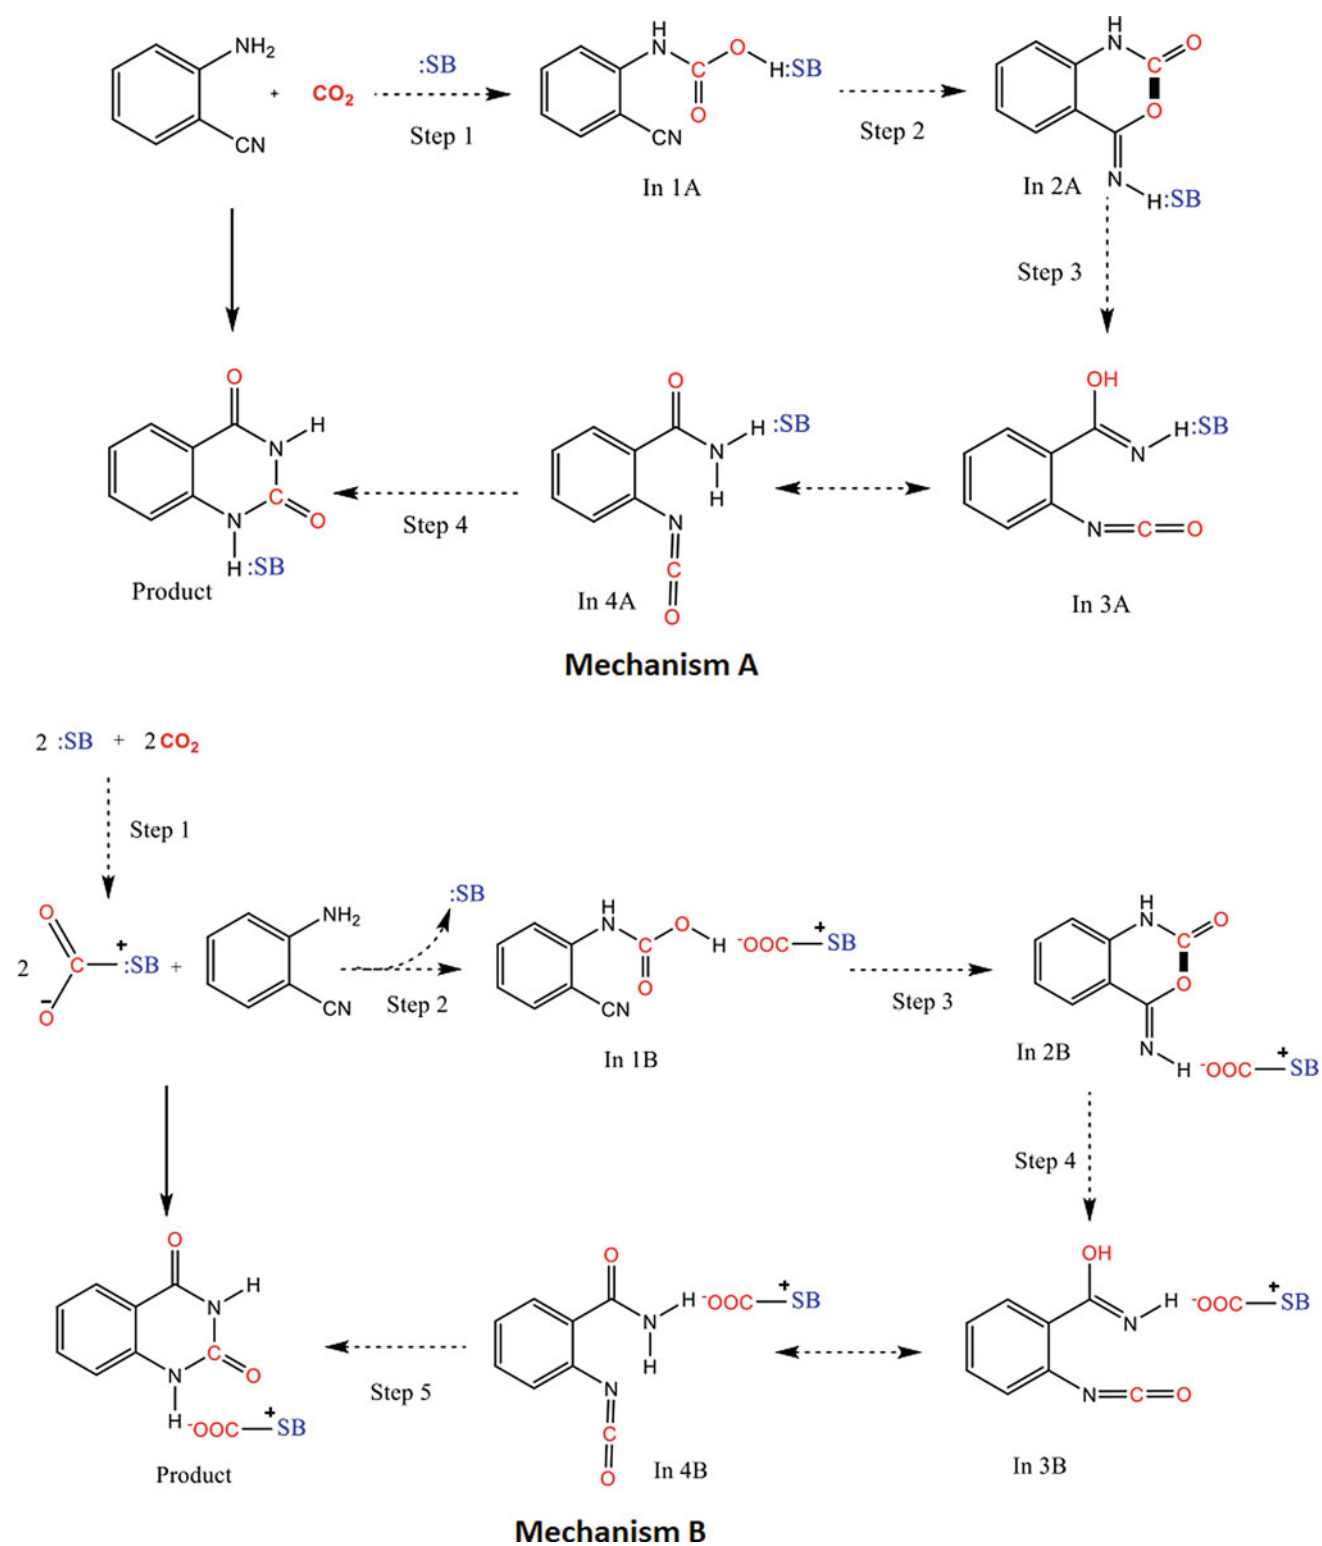 NH2
+ CO2
CN
:SB
Step 1
H
N
O
C
H:SB
O
CN
In 1A
Step 2
H
N
O
C
O
N
H:SB
In 2A
Step 3
O
N
H
C
O
N
H :SB
Product
Step 4
O
H :SB
N
H
N
C
O
In 4A
OH
H:SB
N
N
C
O
In 3A
Mechanism A
2 :SB + 2 CO2
Step 1
O
2
C
+
:SB
-
O
+
NH2
CN
:SB
Step 2
H
N
O
C
H
O
CN
-OOC
+
SB
In 1B
Step 3
H
N
O
C
O
N
H
-OOC
+
SB
In 2B
Step 4
O
N
H
C
O
N
H
-OOC
+
SB
Product
Step 5
O
H
N
H
-OOC
+
SB
N
C
O
In 4B
OH
H
N
-OOC
+
SB
N
C
O
In 3B
Mechanism B